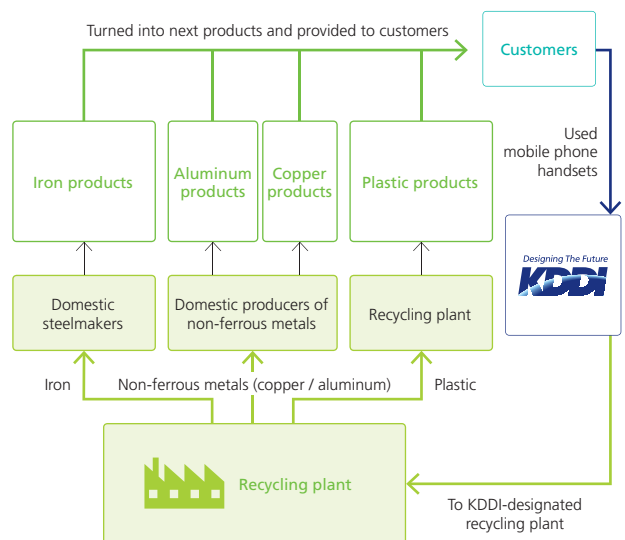 Turned into next products and provided to customers
Customers
Used
mobile phone
handsets
Iron products
Aluminum
products
Copper
products
Plastic products
Designing The Future
KDDI
Domestic
steelmakers
Domestic producers of
non-ferrous metals
Recycling plant
Iron
Non-ferrous metals (copper / aluminum)
Plastic
Recycling plant
To KDDI-designated
recycling plant